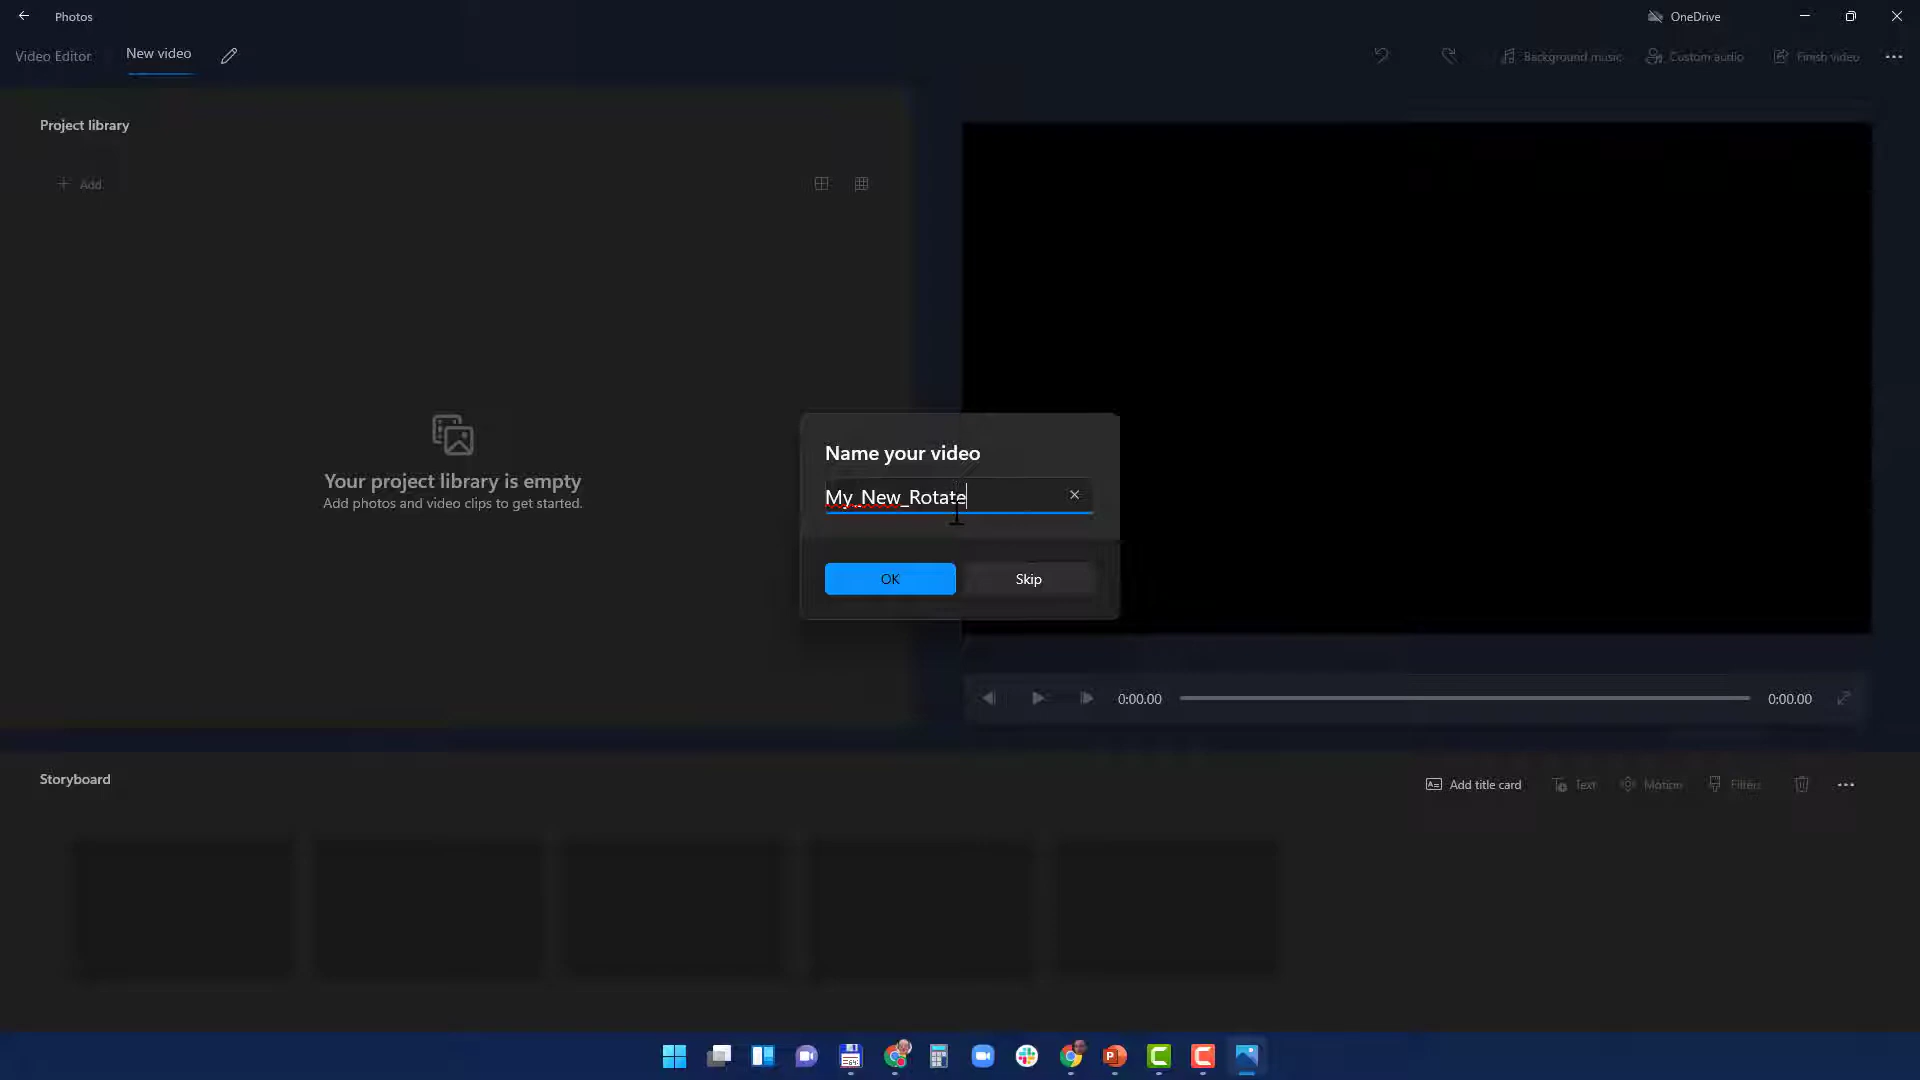 Photos
OneDrive
Video Editor
New video
Background music
Custom audio
Finish video
Project library
Add
Your project library is empty
Add photos and video clips to get started.
Name your video
My_New_Rotate
OK
Skip
0:00.00
0:00.00
Storyboard
Add title card
Text
Motion
Filters